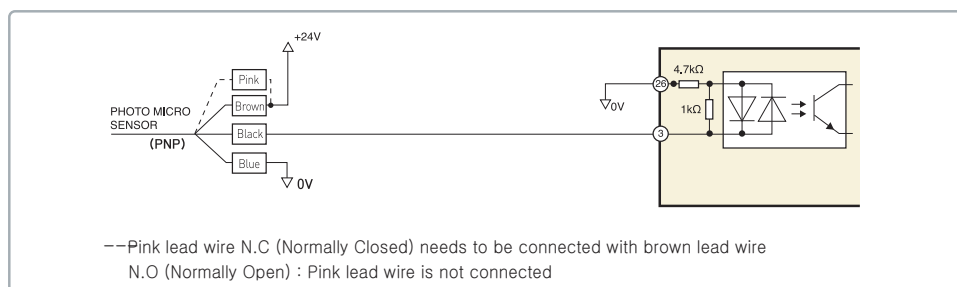 +24V
Pink
Brown
PHOTO MICRO
SENSOR
(PNP)
Black
Blue
0V
0V
26
4.7kΩ
1kΩ
3
--Pink lead wire N.C (Normally Closed) needs to be connected with brown lead wire
N.O (Normally Open) : Pink lead wire is not connected